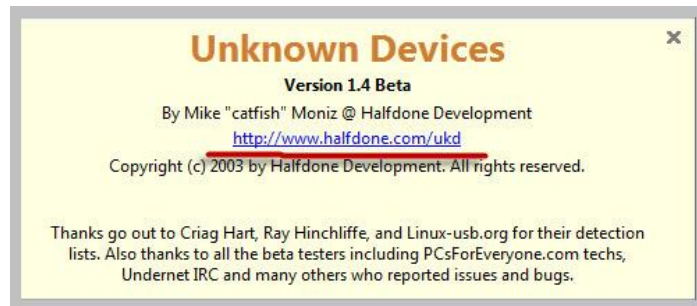 Unknown Devices
Version 1.4 Beta
By Mike "catfish" Moniz @ Halfdone Development
http://www.halfdone.com/ukd
Copyright (c) 2003 by Halfdone Development. All rights reserved.
Thanks go out to Criag Hart, Ray Hinchliffe, and Linux-usb.org for their detection
lists. Also thanks to all the beta testers including PCsForEveryone.com techs,
Undernet IRC and many others who reported issues and bugs.